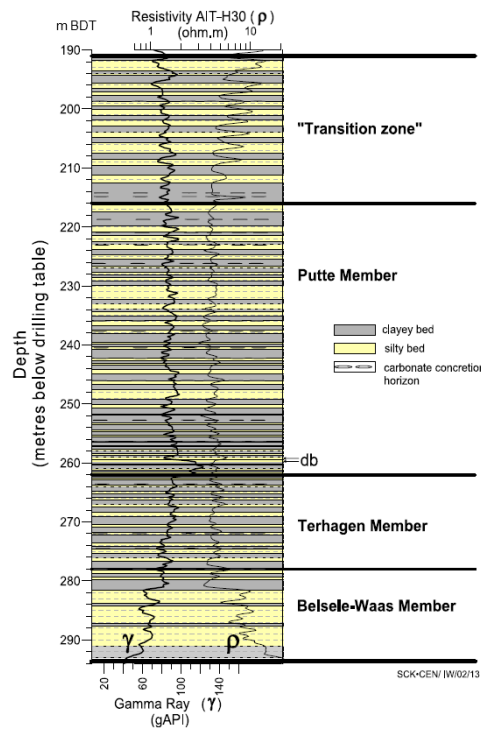 Resistivity AIT-H30 (ρ)
m BDT
1 (ohm.m) 10
190
200
"Transition zone"
210
220
Putte Member
230
clayey bed
silty bed
240
carbonate concretion
horizon
250
Depth
(metres below drilling table)
260
db
Terhagen Member
270
280
Belsele-Waas Member
290
γ ρ
SCK•CEN/ IW/02/13
20 60 100 140
Gamma Ray (γ)
(gAPI)